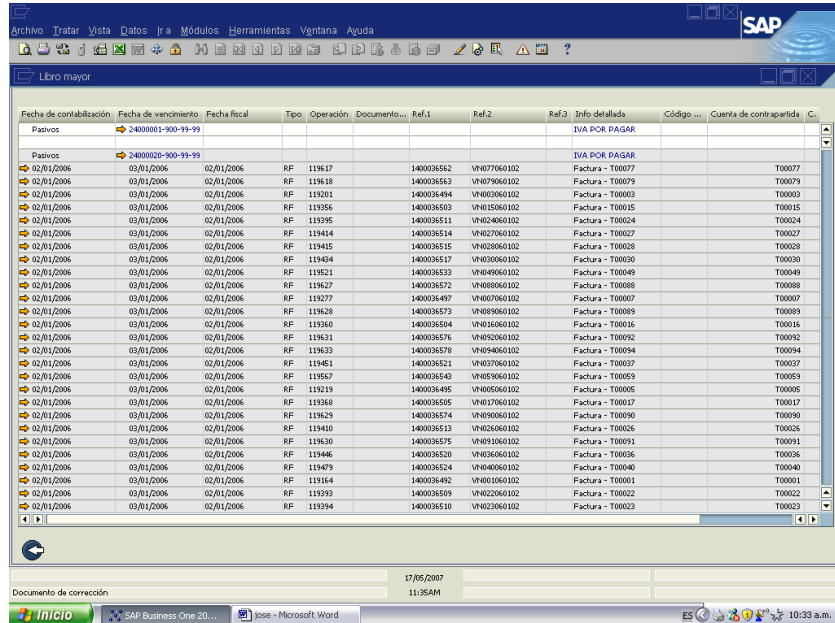 Archivo Tratar Vista Datos Ir a Módulos Herramientas Ventana Ayuda
SAP
Libro mayor
Fecha de contabilización Fecha de vencimiento Fecha fiscal Tipo Operación Documento... Ref.1 Ref.2 Ref.3 Info detallada Código ... Cuenta de contrapartida C.
Pasivos 24000001-900-99-99 IVA POR PAGAR
Pasivos 24000020-900-99-99 IVA POR PAGAR
02/01/2006 03/01/2006 02/01/2006 RF 119617 1400036562 VN077060102 Factura - T00077 T00077
02/01/2006 03/01/2006 02/01/2006 RF 119618 1400036563 VN079060102 Factura - T00079 T00079
02/01/2006 03/01/2006 02/01/2006 RF 119201 1400036494 VN003060102 Factura - T00003 T00003
02/01/2006 03/01/2006 02/01/2006 RF 119356 1400036503 VN015060102 Factura - T00015 T00015
02/01/2006 03/01/2006 02/01/2006 RF 119395 1400036511 VN024060102 Factura - T00024 T00024
02/01/2006 03/01/2006 02/01/2006 RF 119414 1400036514 VN027060102 Factura - T00027 T00027
02/01/2006 03/01/2006 02/01/2006 RF 119415 1400036515 VN028060102 Factura - T00028 T00028
02/01/2006 03/01/2006 02/01/2006 RF 119434 1400036517 VN030060102 Factura - T00030 T00030
02/01/2006 03/01/2006 02/01/2006 RF 119521 1400036533 VN049060102 Factura - T00049 T00049
02/01/2006 03/01/2006 02/01/2006 RF 119627 1400036572 VN088060102 Factura - T00088 T00088
02/01/2006 03/01/2006 02/01/2006 RF 119277 1400036497 VN007060102 Factura - T00007 T00007
02/01/2006 03/01/2006 02/01/2006 RF 119628 1400036573 VN089060102 Factura - T00089 T00089
02/01/2006 03/01/2006 02/01/2006 RF 119360 1400036504 VN016060102 Factura - T00016 T00016
02/01/2006 03/01/2006 02/01/2006 RF 119631 1400036576 VN092060102 Factura - T00092 T00092
02/01/2006 03/01/2006 02/01/2006 RF 119633 1400036578 VN094060102 Factura - T00094 T00094
02/01/2006 03/01/2006 02/01/2006 RF 119451 1400036521 VN037060102 Factura - T00037 T00037
02/01/2006 03/01/2006 02/01/2006 RF 119567 1400036543 VN059060102 Factura - T00059 T00059
02/01/2006 03/01/2006 02/01/2006 RF 119219 1400036495 VN005060102 Factura - T00005 T00005
02/01/2006 03/01/2006 02/01/2006 RF 119368 1400036505 VN017060102 Factura - T00017 T00017
02/01/2006 03/01/2006 02/01/2006 RF 119629 1400036574 VN090060102 Factura - T00090 T00090
02/01/2006 03/01/2006 02/01/2006 RF 119410 1400036513 VN026060102 Factura - T00026 T00026
02/01/2006 03/01/2006 02/01/2006 RF 119630 1400036575 VN091060102 Factura - T00091 T00091
02/01/2006 03/01/2006 02/01/2006 RF 119446 1400036520 VN036060102 Factura - T00036 T00036
02/01/2006 03/01/2006 02/01/2006 RF 119479 1400036524 VN040060102 Factura - T00040 T00040
02/01/2006 03/01/2006 02/01/2006 RF 119164 1400036492 VN001060102 Factura - T00001 T00001
02/01/2006 03/01/2006 02/01/2006 RF 119393 1400036509 VN022060102 Factura - T00022 T00022
02/01/2006 03/01/2006 02/01/2006 RF 119394 1400036510 VN023060102 Factura - T00023 T00023
17/05/2007
Documento de corrección 11:35AM
Inicio SAP Business One 20... jose - Microsoft Word ES 10:33 a.m.